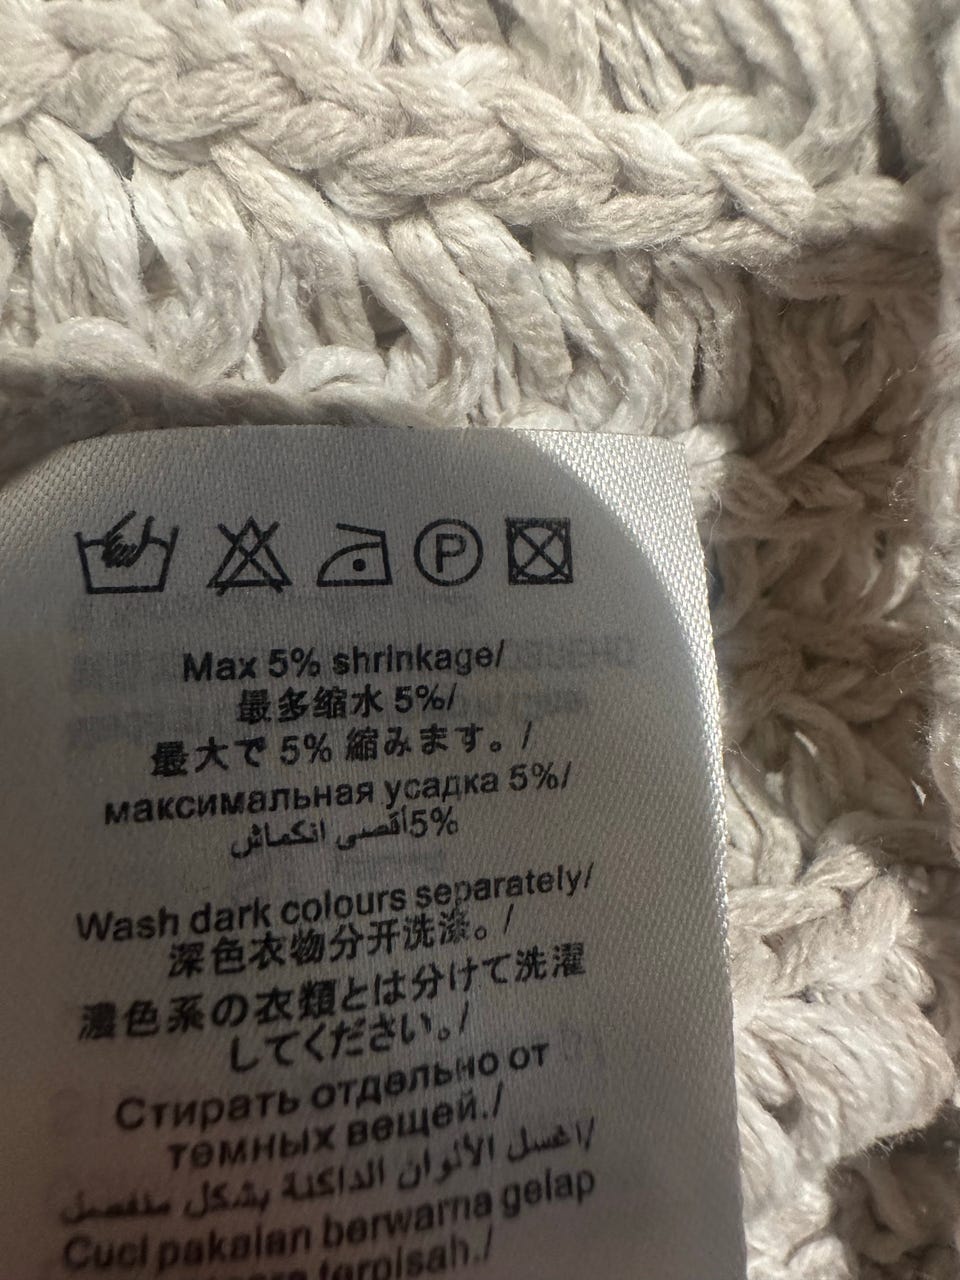 P
Max 5% shrinkage/
最多缩水 5%/
最大で 5% 縮みます。/
максимальная усадка 5%/
5%أقصى انكماش
Wash dark colours separately/
深色衣物分开洗涤。/
濃色系の衣類とは分けて洗濯
してください。/
Стирать отдельно от
темных вещей./
اغسل الألوان الداكنة بشكل منفصل/
Cuci pakaian berwarna gelap
terpisah./